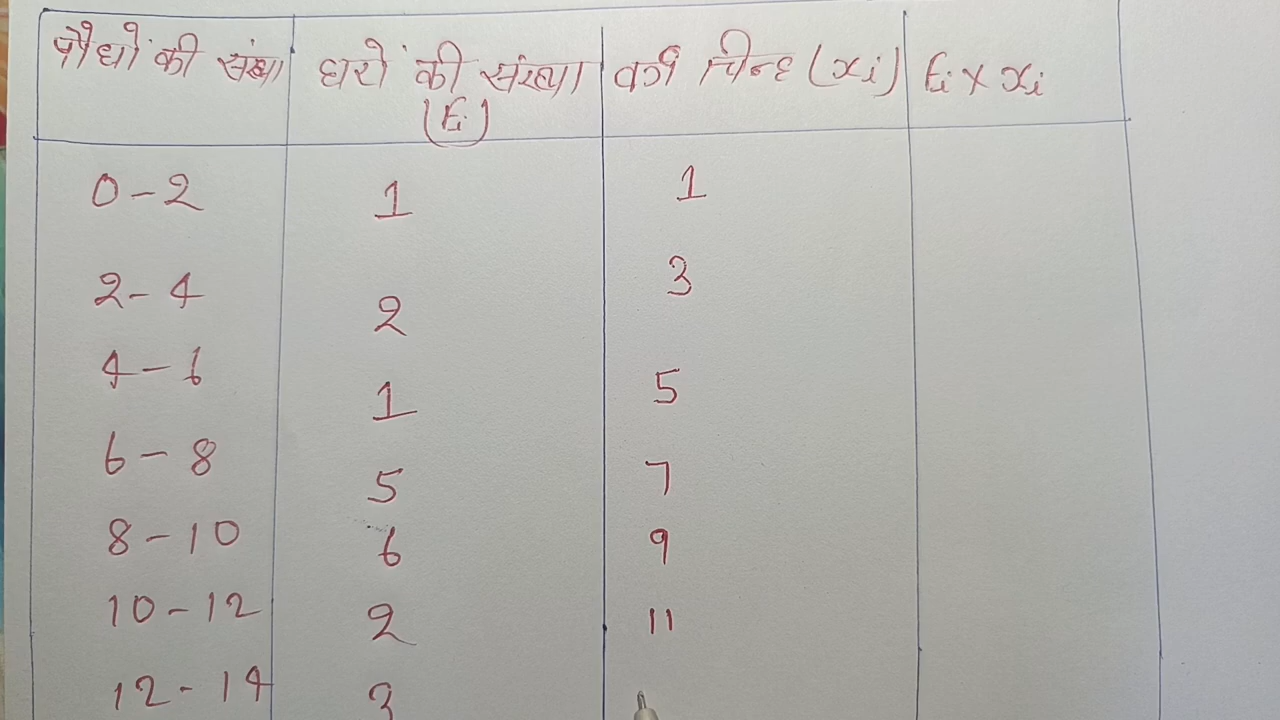 पौधों की संख्या घरों की संख्या वर्ग चिन्ह (xi) fi × xi
(fi)
0-2 1 1
2-4 2 3
4-6 1 5
6-8 5 7
8-10 6 9
10-12 2 11
12-14 3